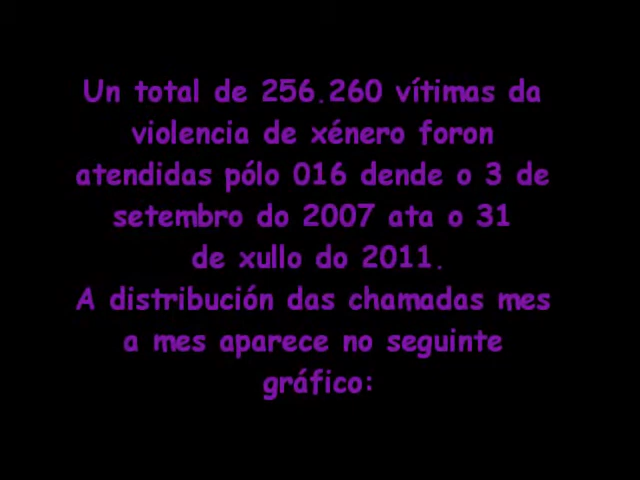 Un total de 256.260 vítimas da
violencia de xénero foron
atendidas pólo 016 dende o 3 de
setembro do 2007 ata o 31
de xullo do 2011.
A distribución das chamadas mes
a mes aparece no seguinte
gráfico: